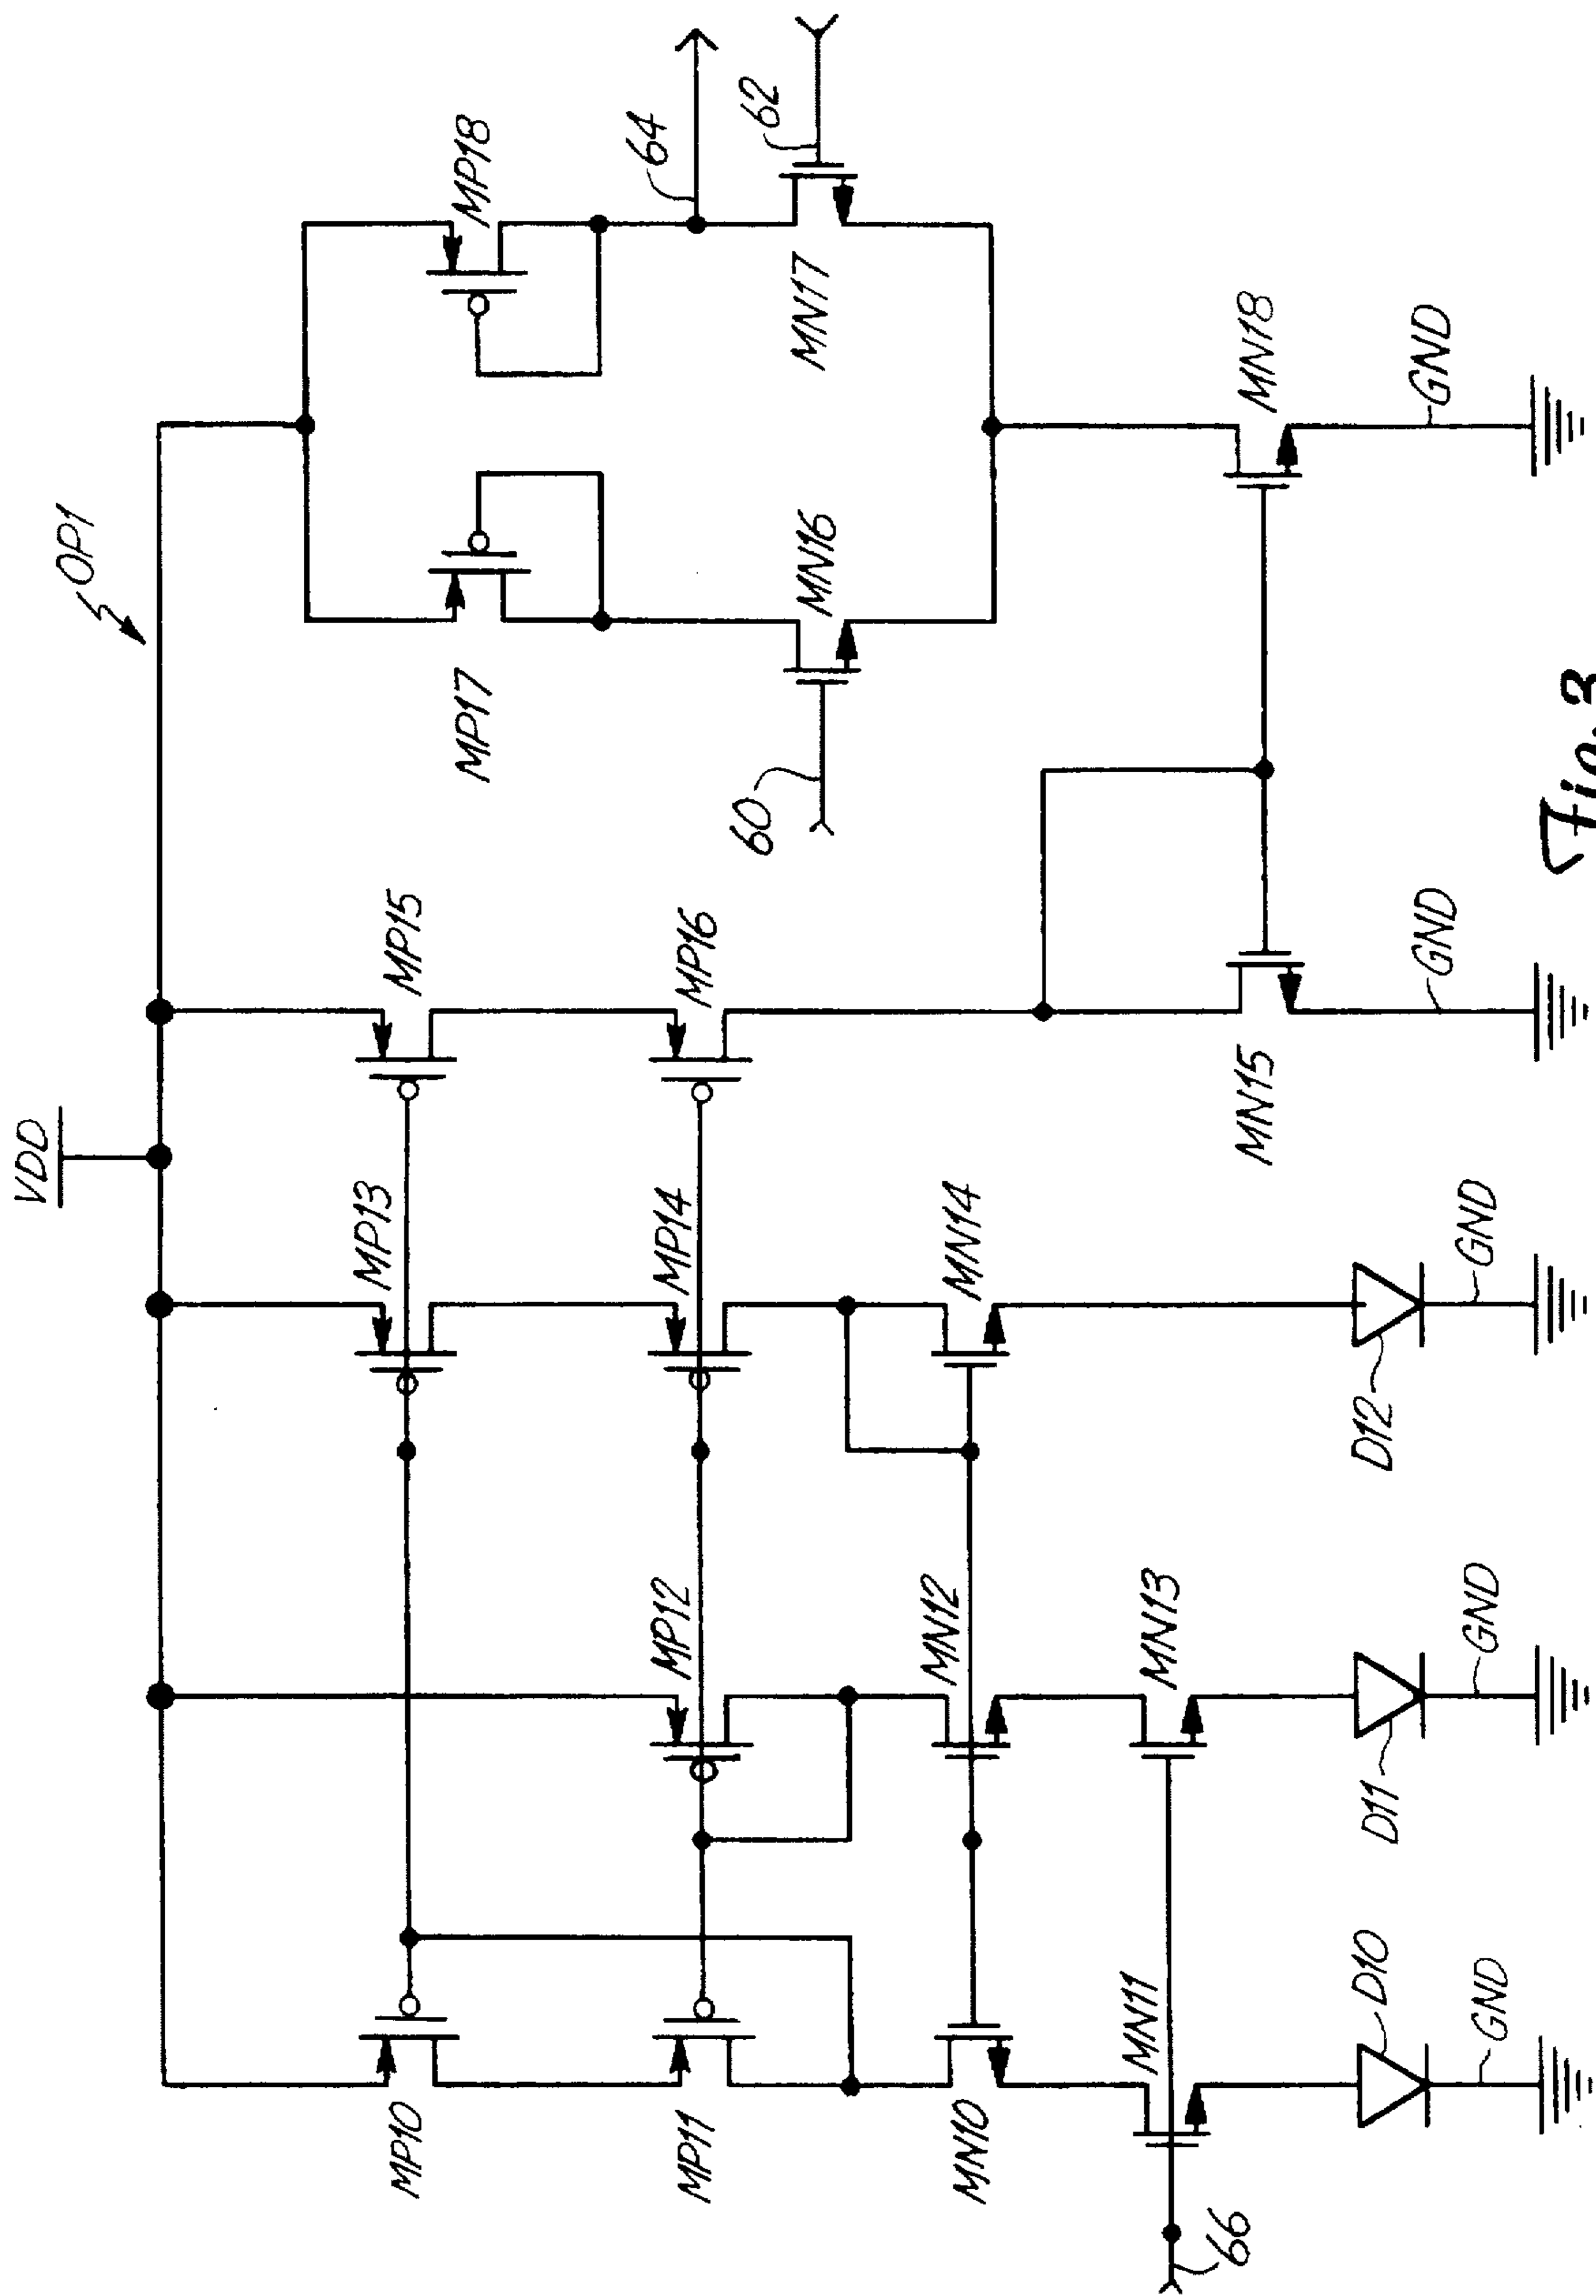 VDD
OP1
MP10
MP11
MP12
MP13
MP14
MP15
MP16
MP17
MP18
64
62
60
MN16
MN17
MN10
MN12
MN14
MN11
MN13
MN15
MN18
66
D10
D11
D12
GND
GND
GND
GND
GND
Fig. 3